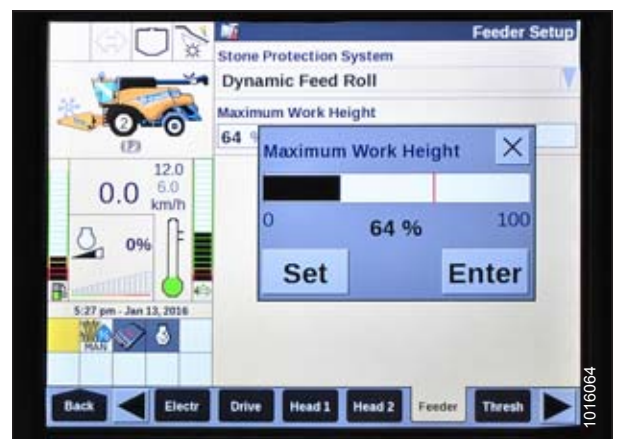 Feeder Setup
Stone Protection System
Dynamic Feed Roll
Maximum Work Height
64 %
Maximum Work Height
0
64 %
100
Set
Enter
2
(P)
0.0
12.0
6.0
km/h
0%
5:27 pm - Jan 13, 2016
MAN
Back
Electr
Drive
Head 1
Head 2
Feeder
Thresh
1016064